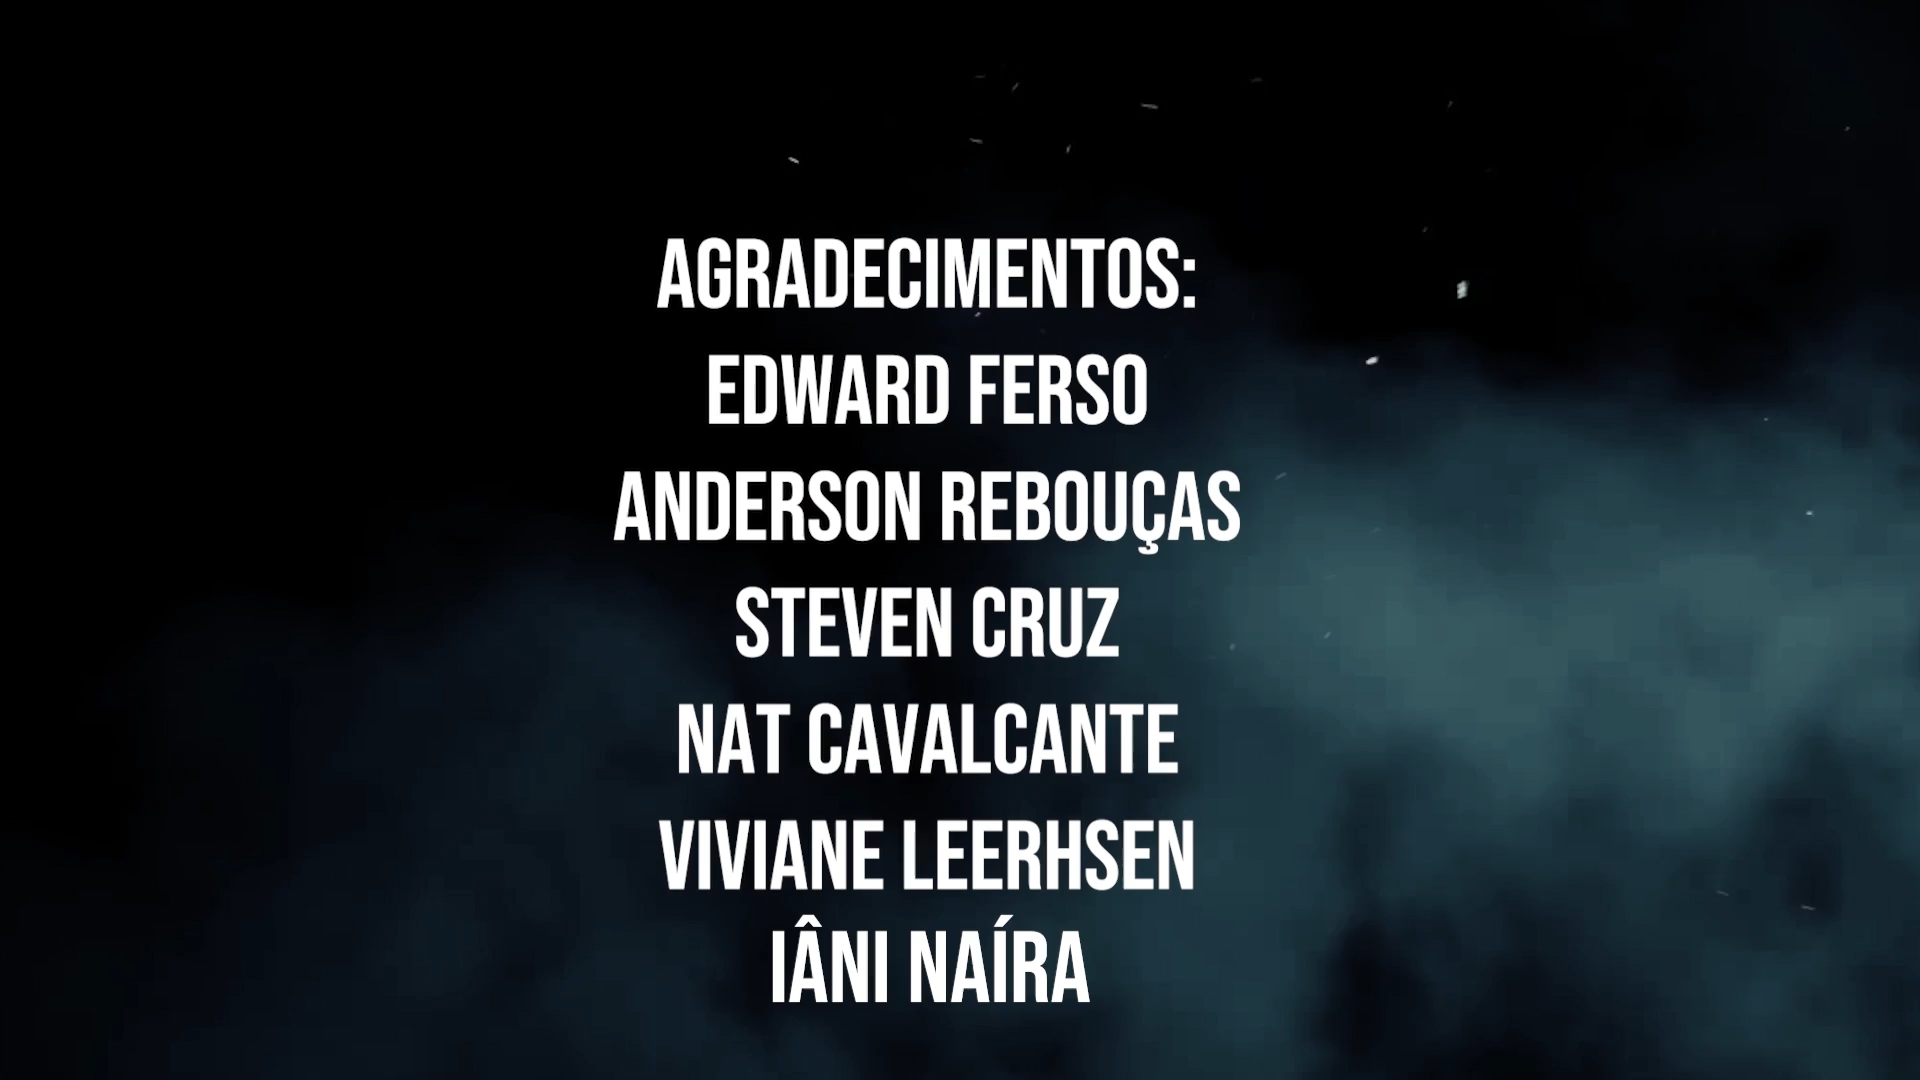 AGRADECIMENTOS:
EDWARD FERSO
ANDERSON REBOUÇAS
STEVEN CRUZ
NAT CAVALCANTE
VIVIANE LEERHSEN
IÂNI NAÍRA